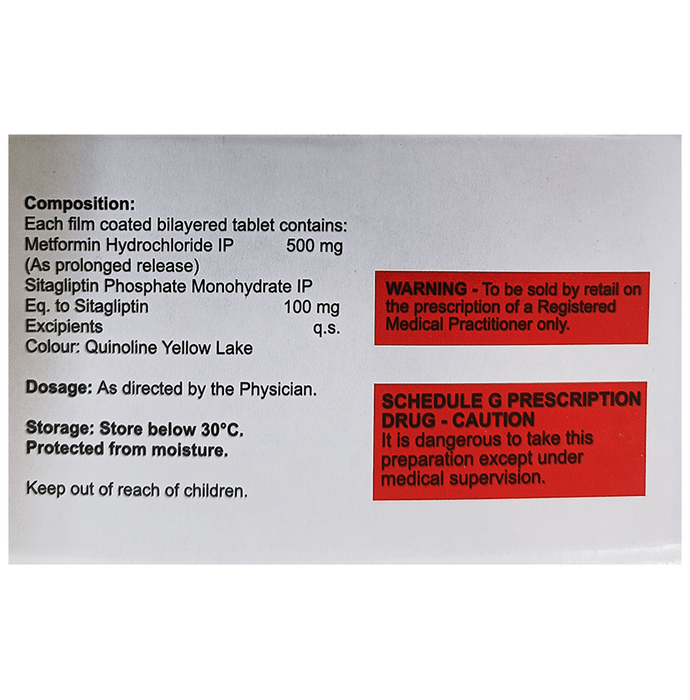 Composition:
Each film coated bilayered tablet contains:
Metformin Hydrochloride IP 500 mg
(As prolonged release)
Sitagliptin Phosphate Monohydrate IP
Eq. to Sitagliptin 100 mg
Excipients q.s.
Colour: Quinoline Yellow Lake
Dosage: As directed by the Physician.
Storage: Store below 30°C.
Protected from moisture.
Keep out of reach of children.
WARNING - To be sold by retail on
the prescription of a Registered
Medical Practitioner only.
SCHEDULE G PRESCRIPTION
DRUG - CAUTION
It is dangerous to take this
preparation except under
medical supervision.